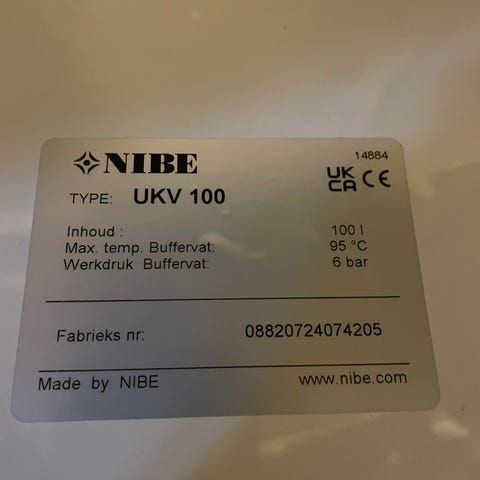 NIBE
14884
UK
CA CE
TYPE: UKV 100
Inhoud : 100 l
Max. temp. Buffervat: 95 °C
Werkdruk Buffervat: 6 bar
Fabrieks nr: 08820724074205
Made by NIBE www.nibe.com